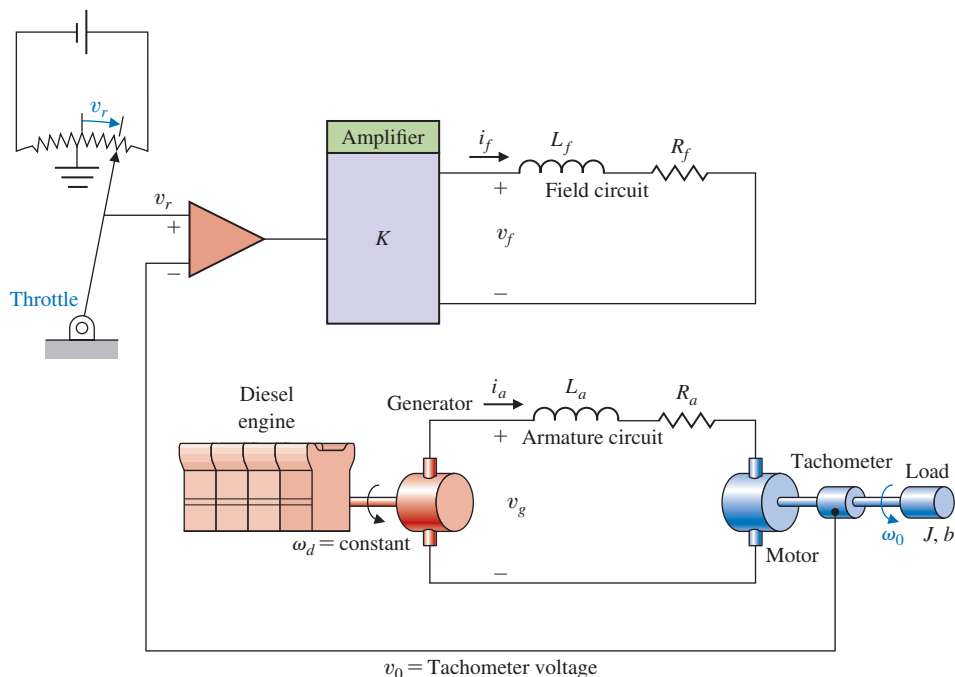 v_r
Amplifier
i_f
L_f
R_f
+
Field circuit
v_r
+
K
v_f
−
−
Throttle
Diesel
engine
Generator
i_a
L_a
R_a
+
Armature circuit
Tachometer
Load
v_g
ω_d = constant
ω_0
J, b
Motor
−
v_0 = Tachometer voltage